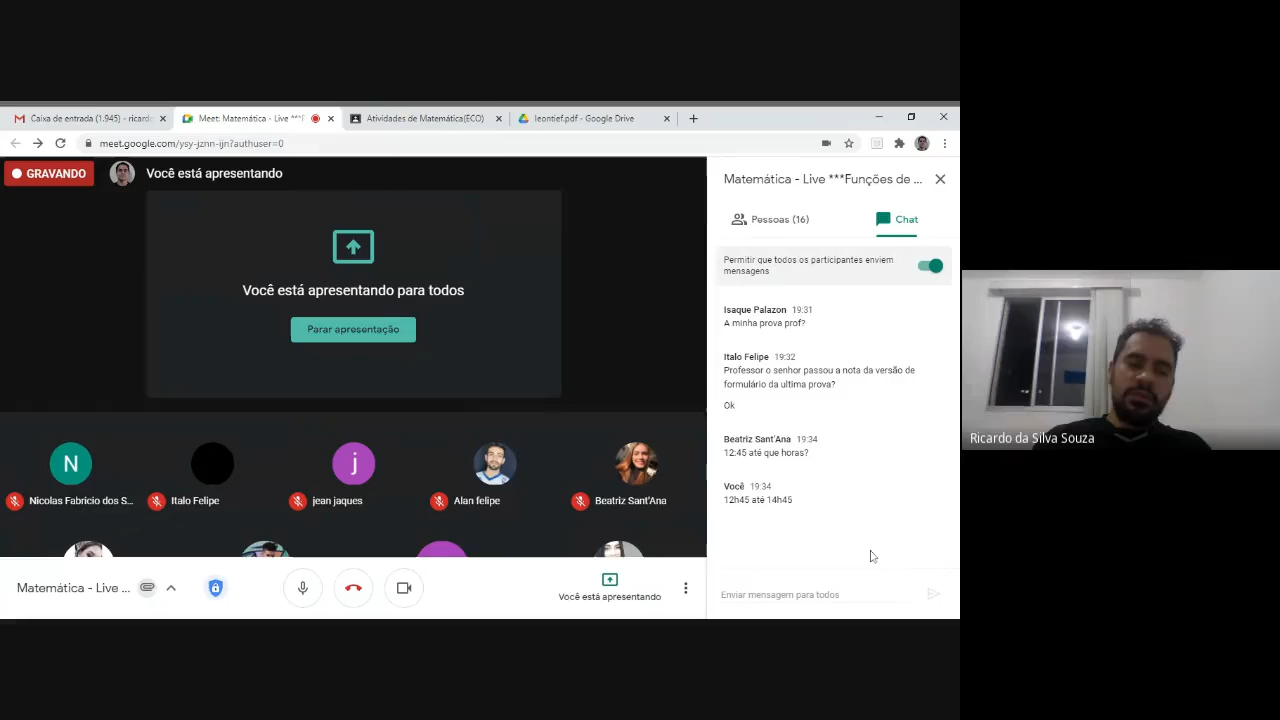 Caixa de entrada (1.945) - ricard
Meet: Matemática - Live ***F
Atividades de Matemática(ECO)
leontief.pdf - Google Drive
meet.google.com/ysy-jznn-ijn?authuser=0
GRAVANDO
Você está apresentando
Matemática - Live ***Funções de ...
Pessoas (16)
Chat
Permitir que todos os participantes enviem
mensagens
Você está apresentando para todos
Parar apresentação
Isaque Palazon 19:31
A minha prova prof?
Italo Felipe 19:32
Professor o senhor passou a nota da versão de
formulário da ultima prova?
Ok
Beatriz Sant'Ana 19:34
12:45 até que horas?
Você 19:34
12h45 até 14h45
N
j
Nicolas Fabricio dos S...
Italo Felipe
jean jaques
Alan felipe
Beatriz Sant'Ana
Matemática - Live ...
Você está apresentando
Enviar mensagem para todos
Ricardo da Silva Souza